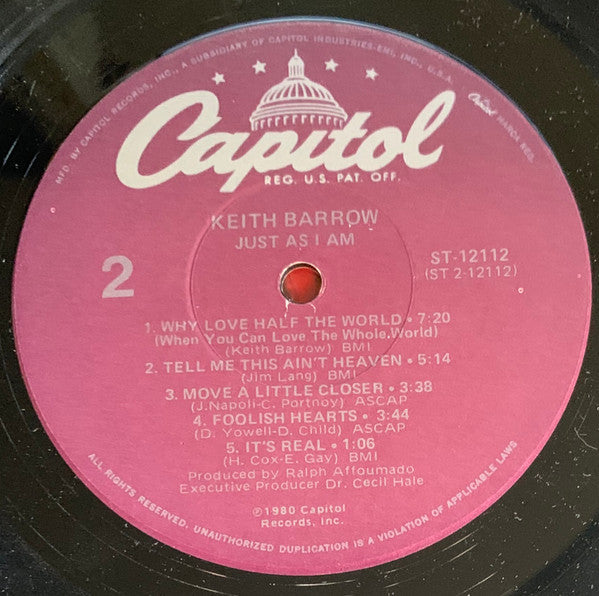 MFD. BY CAPITOL RECORDS, INC., A SUBSIDIARY OF CAPITOL INDUSTRIES-EMI, INC., U.S.A.
Capitol MARCA REG.
Capitol
REG. U.S. PAT. OFF.
KEITH BARROW
JUST AS I AM
2
ST-12112
(ST 2-12112)
1. WHY LOVE HALF THE WORLD • 7:20
(When You Can Love The Whole World)
(Keith Barrow) BMI
2. TELL ME THIS AIN'T HEAVEN • 5:14
(Jim Lang) BMI
3. MOVE A LITTLE CLOSER • 3:38
(J. Napoli-C. Portnoy) ASCAP
4. FOOLISH HEARTS • 3:44
(D. Yowell-D. Child) ASCAP
5. IT'S REAL • 1:06
(H. Cox-E. Gay) BMI
Produced by Ralph Affoumado
Executive Producer Dr. Cecil Hale
℗1980 Capitol
Records, Inc.
ALL RIGHTS RESERVED. UNAUTHORIZED DUPLICATION IS A VIOLATION OF APPLICABLE LAWS